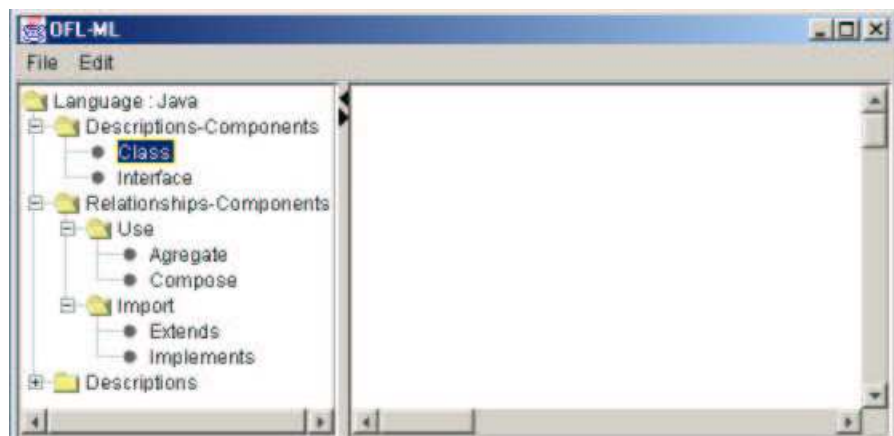 OFL-ML
File Edit
Language : Java
Descriptions-Components
Class
Interface
Relationships-Components
Use
Agregate
Compose
Import
Extends
Implements
Descriptions